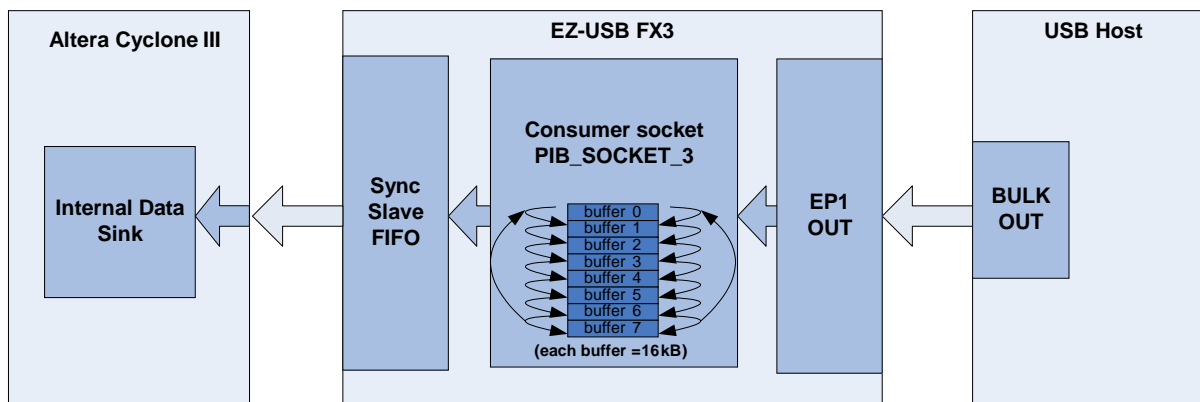 Altera Cyclone III
EZ-USB FX3
USB Host
Internal Data
Sink
Sync
Slave
FIFO
Consumer socket
PIB_SOCKET_3
buffer 0
buffer 1
buffer 2
buffer 3
buffer 4
buffer 5
buffer 6
buffer 7
(each buffer =16kB)
EP1
OUT
BULK
OUT